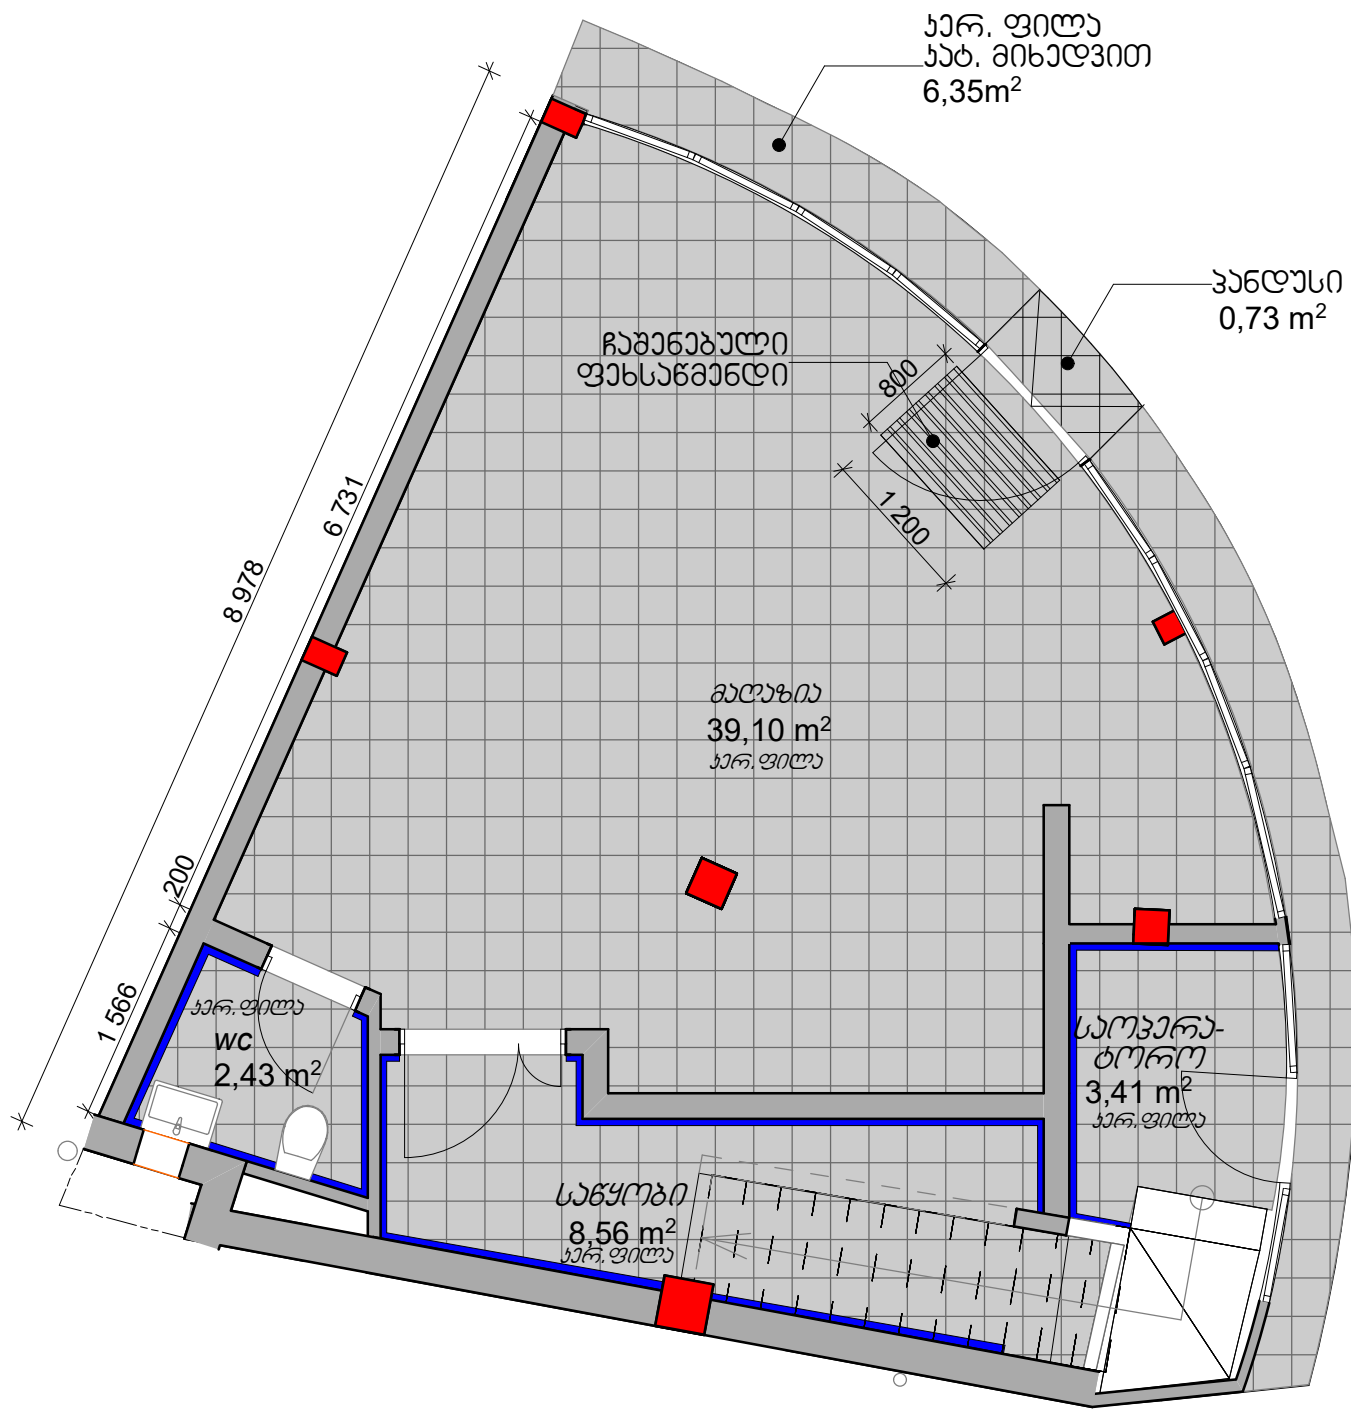 კერ. ფილა
კატ. მიხედვით
6,35m²
პანდუსი
0,73 m²
ჩაშენებული
ფეხსაწმენდი
800
1 200
6 731
8 978
მაღაზია
39,10 m²
კერ.ფილა
200
1 566
კერ.ფილა
wc
2,43 m²
საოპერა-
ტორო
3,41 m²
კერ.ფილა
საწყობი
8,56 m²
კერ.ფილა